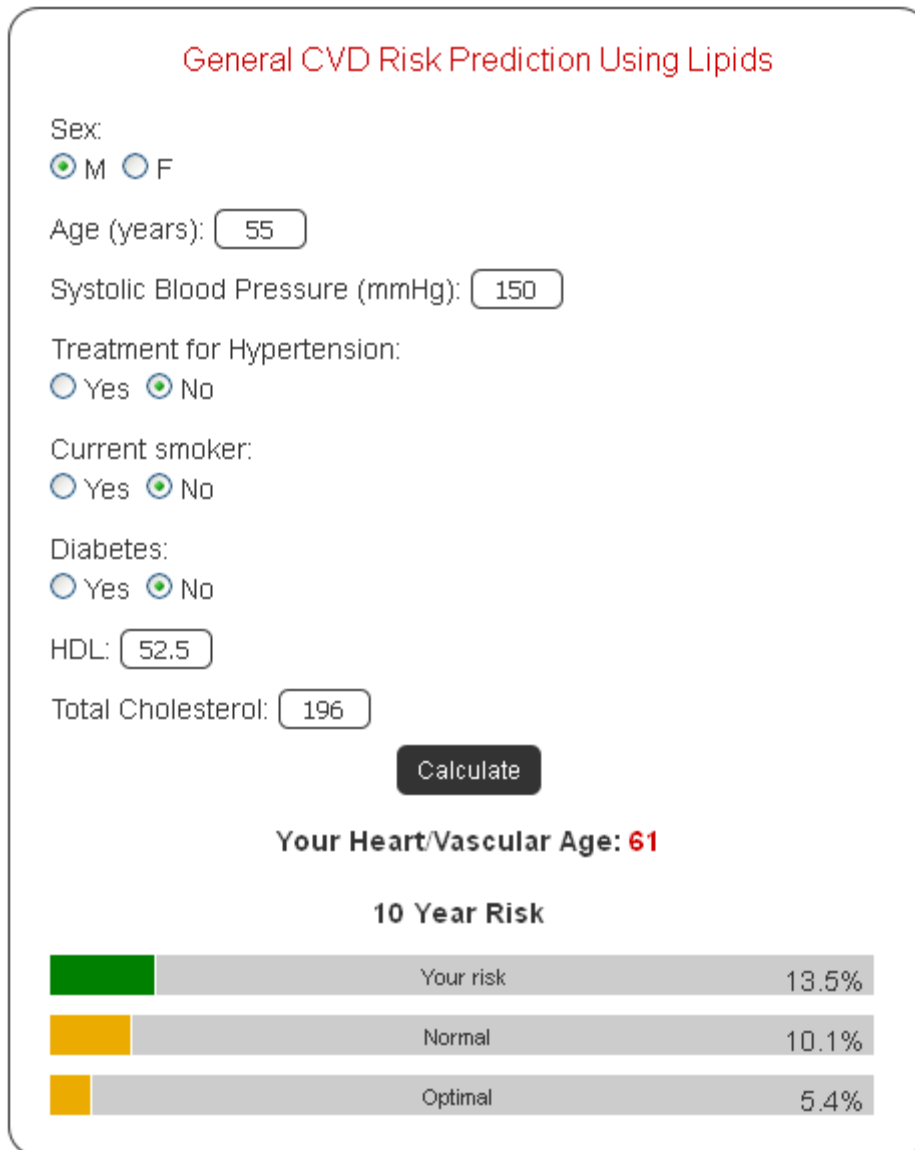 General CVD Risk Prediction Using Lipids
Sex:
M F
Age (years): 55
Systolic Blood Pressure (mmHg): 150
Treatment for Hypertension:
Yes No
Current smoker:
Yes No
Diabetes:
Yes No
HDL: 52.5
Total Cholesterol: 196
Calculate
Your Heart/Vascular Age: 61
10 Year Risk
Your risk 13.5%
Normal 10.1%
Optimal 5.4%